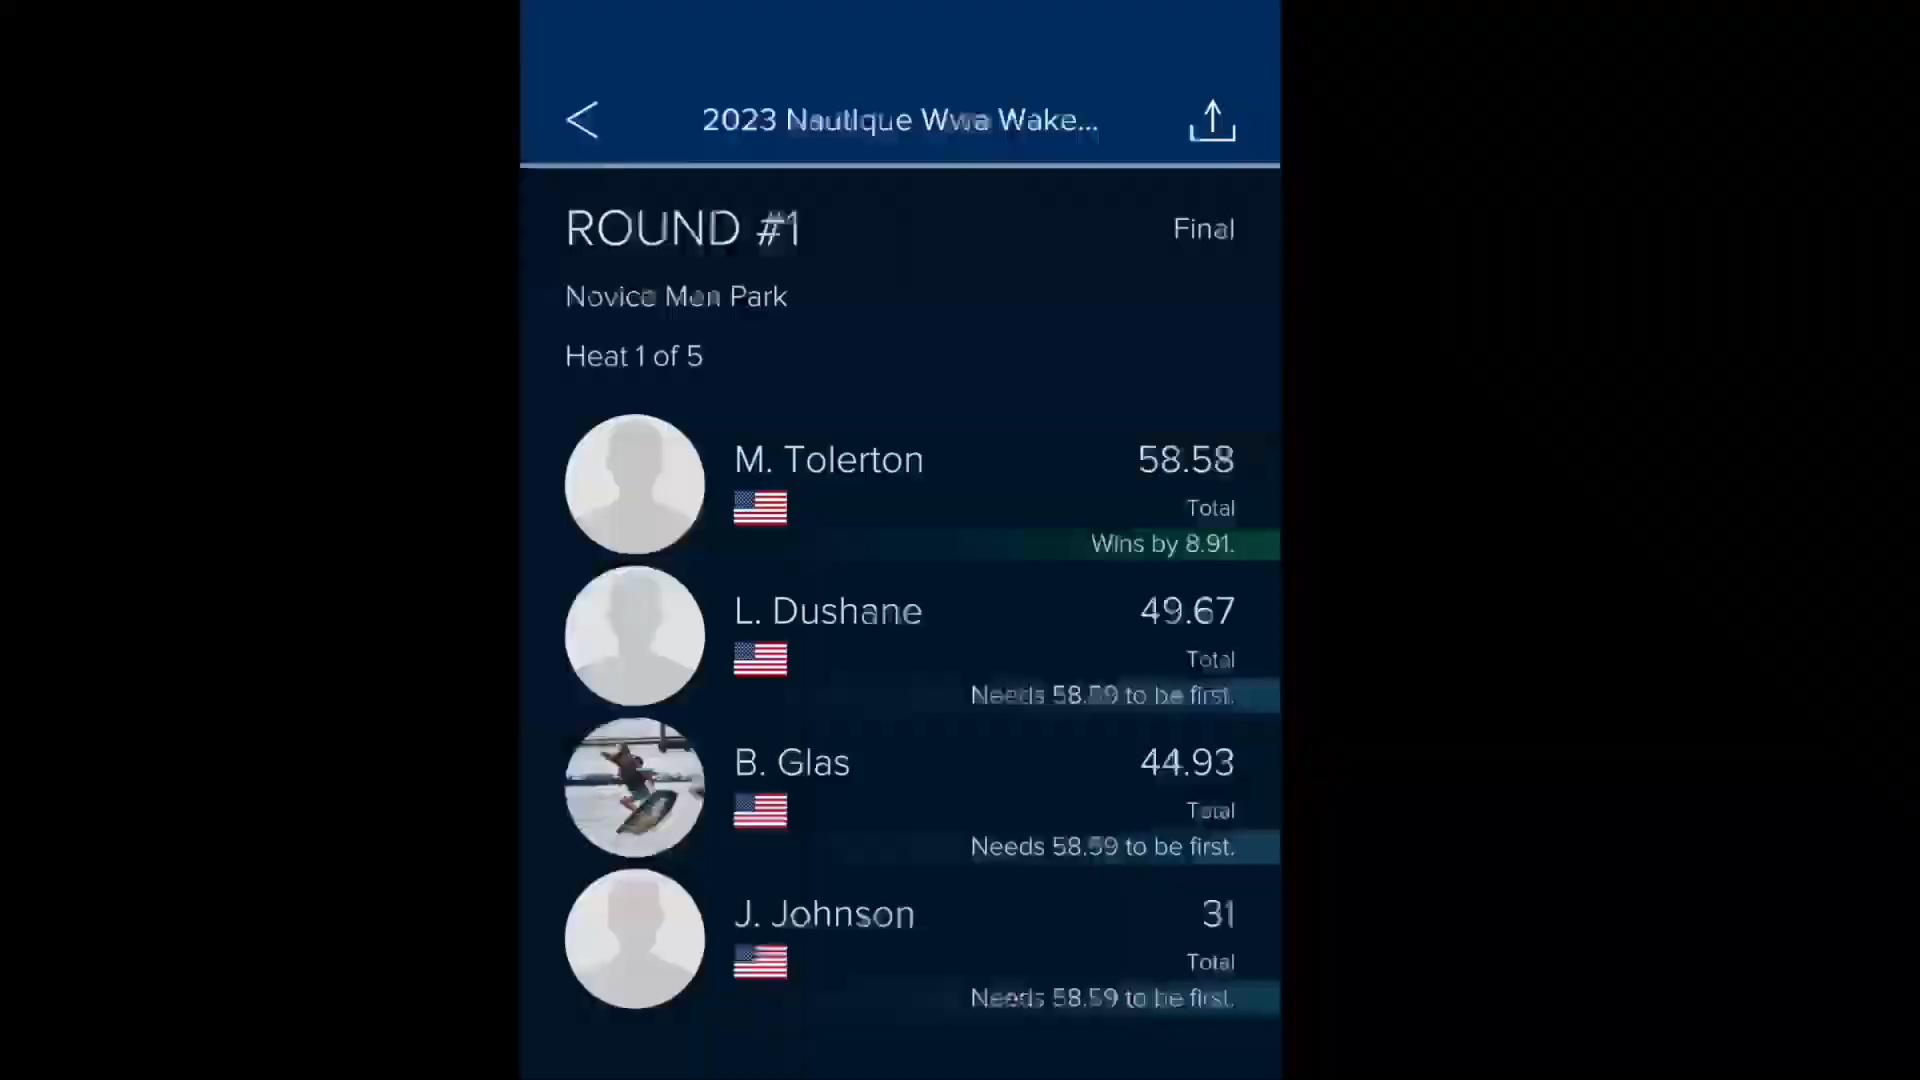 2023 Nautique Wwa Wake...
ROUND #1
Final
Novice Men Park
Heat 1 of 5
M. Tolerton
58.58
Total
Wins by 8.91.
L. Dushane
49.67
Total
Needs 58.59 to be first.
B. Glas
44.93
Total
Needs 58.59 to be first.
J. Johnson
31
Total
Needs 58.59 to be first.